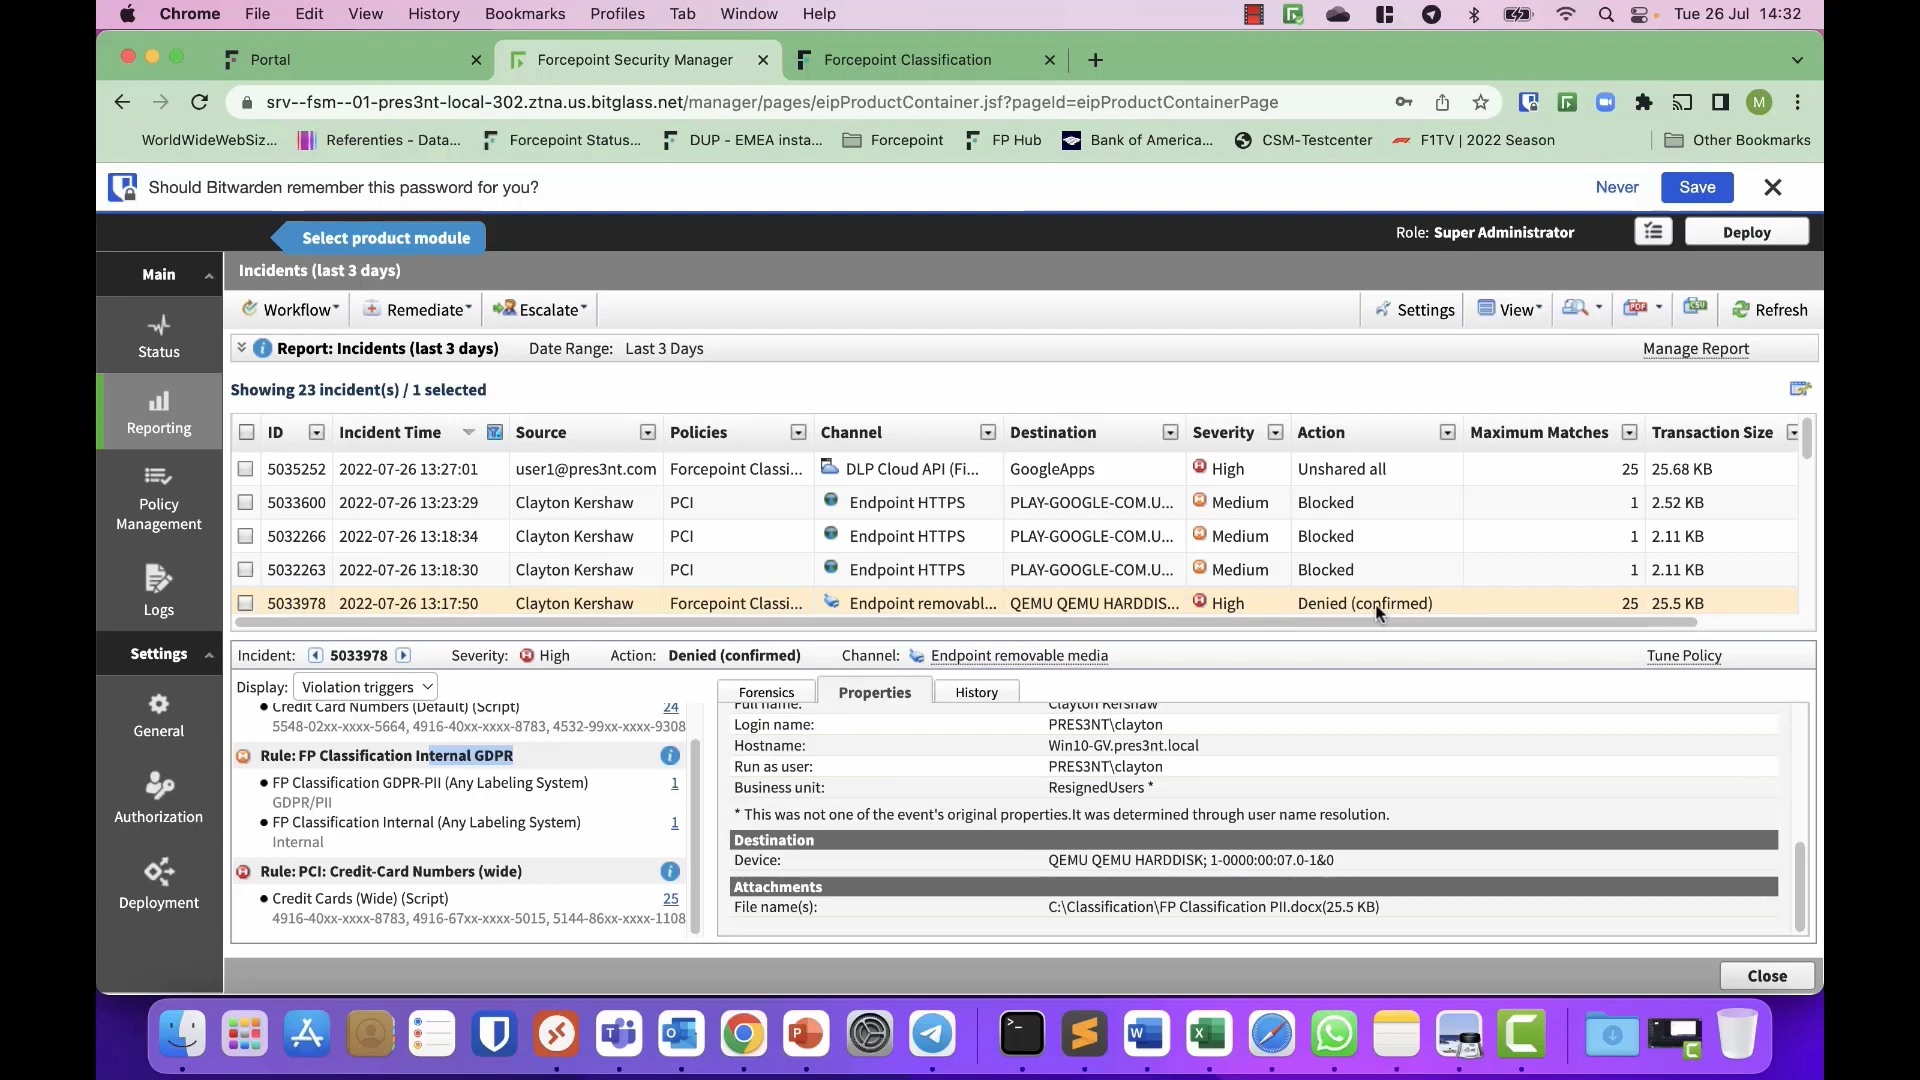 Chrome File Edit View History Bookmarks Profiles Tab Window Help Tue 26 Jul 14:32
Portal Forcepoint Security Manager Forcepoint Classification
srv--fsm--01-pres3nt-local-302.ztna.us.bitglass.net/manager/pages/eipProductContainer.jsf?pageId=eipProductContainerPage M
WorldWideWebSiz... Referenties - Data... Forcepoint Status... DUP - EMEA insta... Forcepoint FP Hub Bank of America... CSM-Testcenter F1TV | 2022 Season Other Bookmarks
Should Bitwarden remember this password for you? Never Save
Select product module Role: Super Administrator Deploy
Main Incidents (last 3 days)
Workflow Remediate Escalate Settings View Refresh
Status
Report: Incidents (last 3 days) Date Range: Last 3 Days Manage Report
Showing 23 incident(s) / 1 selected
Reporting
ID Incident Time Source Policies Channel Destination Severity Action Maximum Matches Transaction Size
5035252 2022-07-26 13:27:01 user1@pres3nt.com Forcepoint Classi... DLP Cloud API (Fi... GoogleApps High Unshared all 25 25.68 KB
5033600 2022-07-26 13:23:29 Clayton Kershaw PCI Endpoint HTTPS PLAY-GOOGLE-COM.U... Medium Blocked 1 2.52 KB
Policy
Management
5032266 2022-07-26 13:18:34 Clayton Kershaw PCI Endpoint HTTPS PLAY-GOOGLE-COM.U... Medium Blocked 1 2.11 KB
5032263 2022-07-26 13:18:30 Clayton Kershaw PCI Endpoint HTTPS PLAY-GOOGLE-COM.U... Medium Blocked 1 2.11 KB
Logs
5033978 2022-07-26 13:17:50 Clayton Kershaw Forcepoint Classi... Endpoint removabl... QEMU QEMU HARDDIS... High Denied (confirmed) 25 25.5 KB
Settings
Incident: 5033978 Severity: High Action: Denied (confirmed) Channel: Endpoint removable media Tune Policy
Display: Violation triggers
Forensics Properties History
General
Authorization
Deployment
Credit Card Numbers (Default) (Script) 24
5548-02xx-xxxx-5664, 4916-40xx-xxxx-8783, 4532-99xx-xxxx-9308
Rule: FP Classification Internal GDPR
FP Classification GDPR-PII (Any Labeling System) 1
GDPR/PII
FP Classification Internal (Any Labeling System) 1
Internal
Rule: PCI: Credit-Card Numbers (wide)
Credit Cards (Wide) (Script) 25
4916-40xx-xxxx-8783, 4916-67xx-xxxx-5015, 5144-86xx-xxxx-1108
Full name: Clayton Kershaw
Login name: PRES3NT\clayton
Hostname: Win10-GV.pres3nt.local
Run as user: PRES3NT\clayton
Business unit: ResignedUsers *
* This was not one of the event's original properties.It was determined through user name resolution.
Destination
Device: QEMU QEMU HARDDISK; 1-0000:00:07.0-1&0
Attachments
File name(s): C:\Classification\FP Classification PII.docx(25.5 KB)
Close